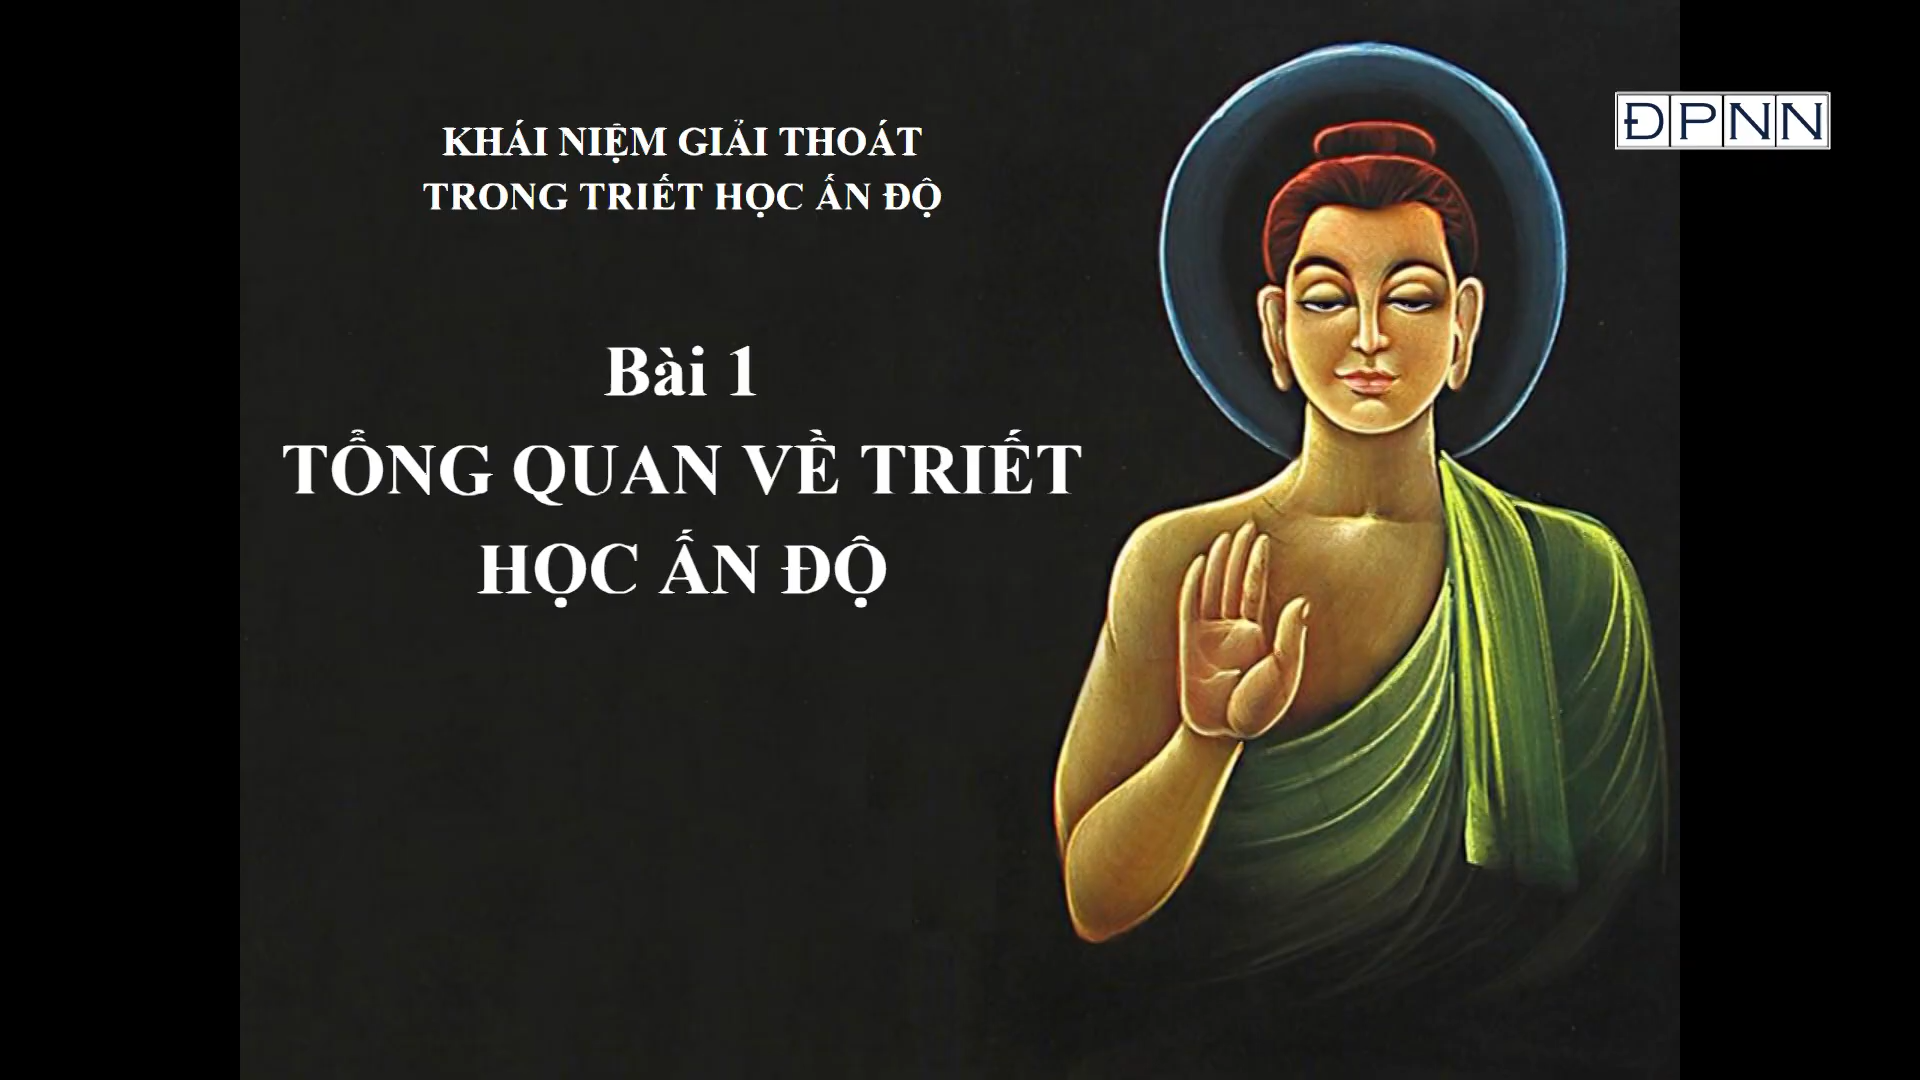 KHÁI NIỆM GIẢI THOÁT
TRONG TRIẾT HỌC ẤN ĐỘ
ĐPNN
Bài 1
TỔNG QUAN VỀ TRIẾT
HỌC ẤN ĐỘ